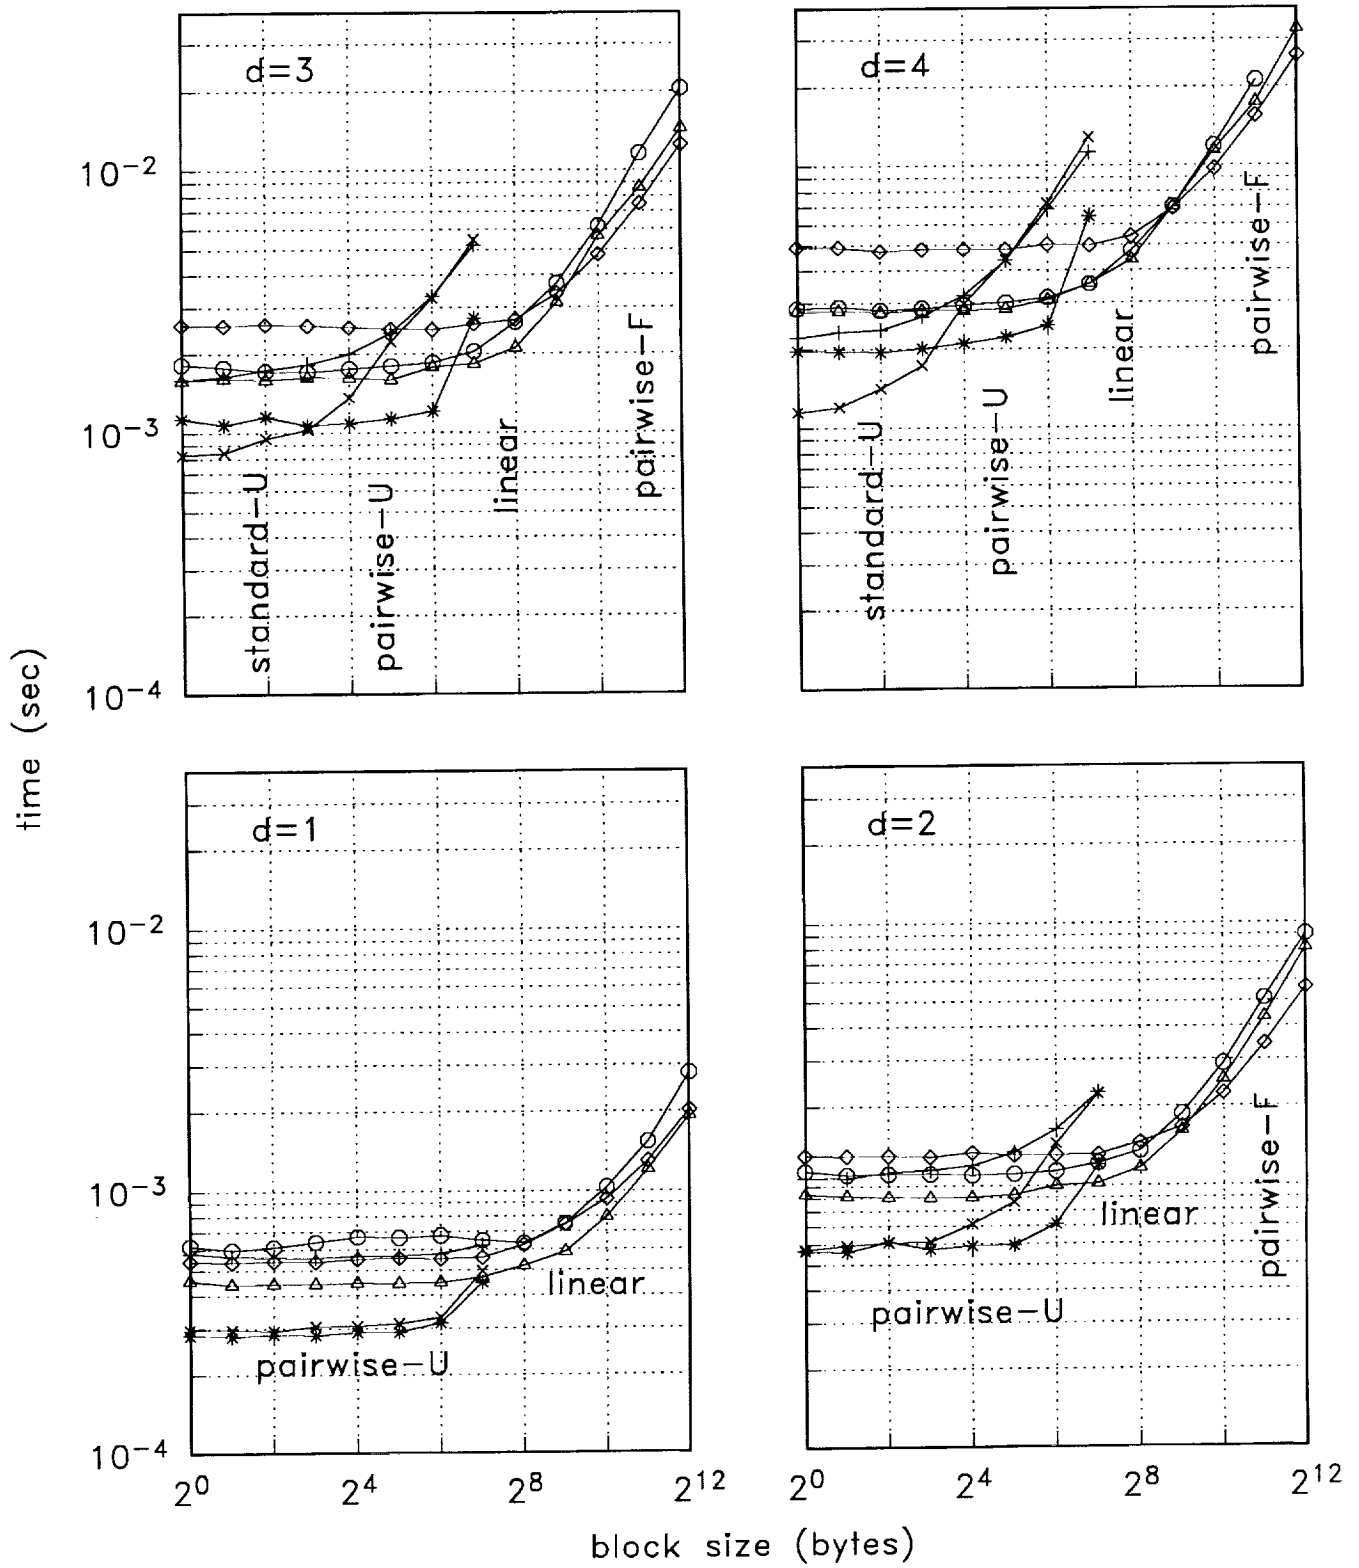 d=3
d=4
10^-2
10^-3
10^-4
standard-U
pairwise-U
linear
pairwise-F
standard-U
pairwise-U
linear
pairwise-F
time (sec)
d=1
d=2
10^-2
10^-3
10^-4
linear
pairwise-U
linear
pairwise-U
pairwise-F
2^0 2^4 2^8 2^12
2^0 2^4 2^8 2^12
block size (bytes)